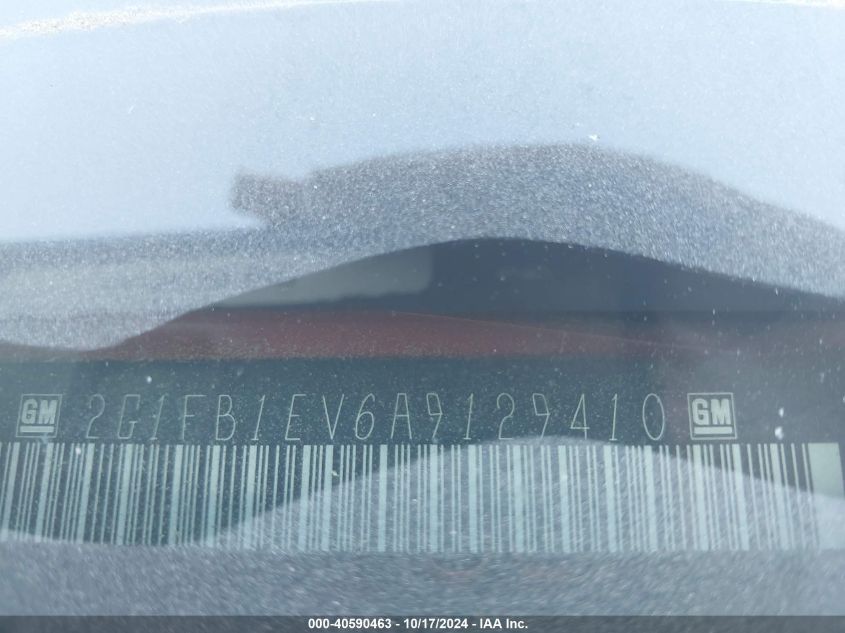 GM 2G1FB1EV6A9129410 GM
000-40590463 - 10/17/2024 - IAA Inc.